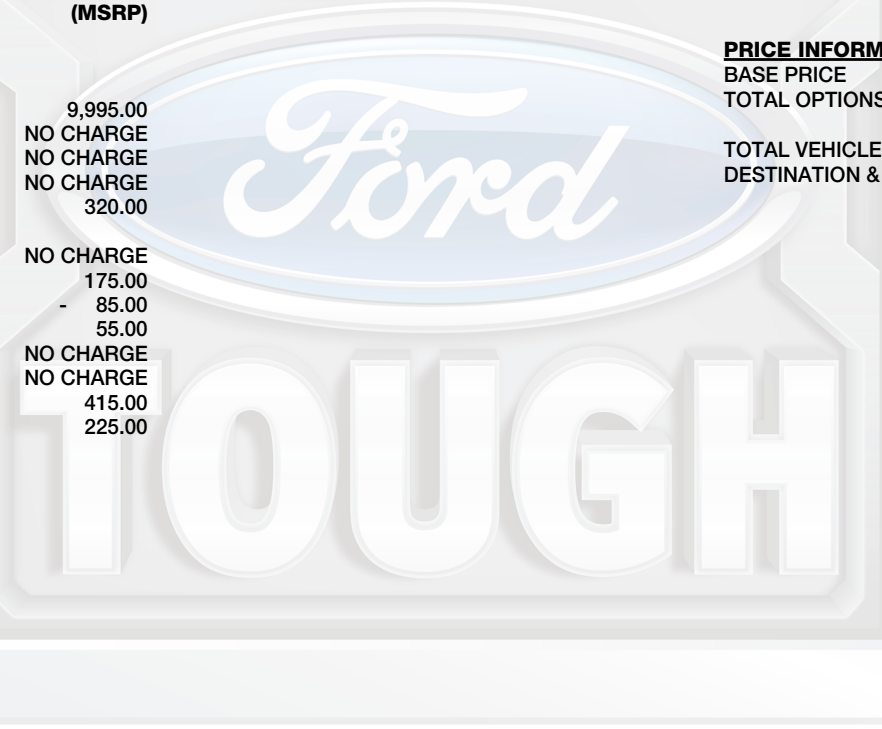 (MSRP)
9,995.00
NO CHARGE
NO CHARGE
NO CHARGE
320.00
NO CHARGE
175.00
- 85.00
55.00
NO CHARGE
NO CHARGE
415.00
225.00
PRICE INFORM
BASE PRICE
TOTAL OPTIONS
TOTAL VEHICLE
DESTINATION &
Ford
TOUGH